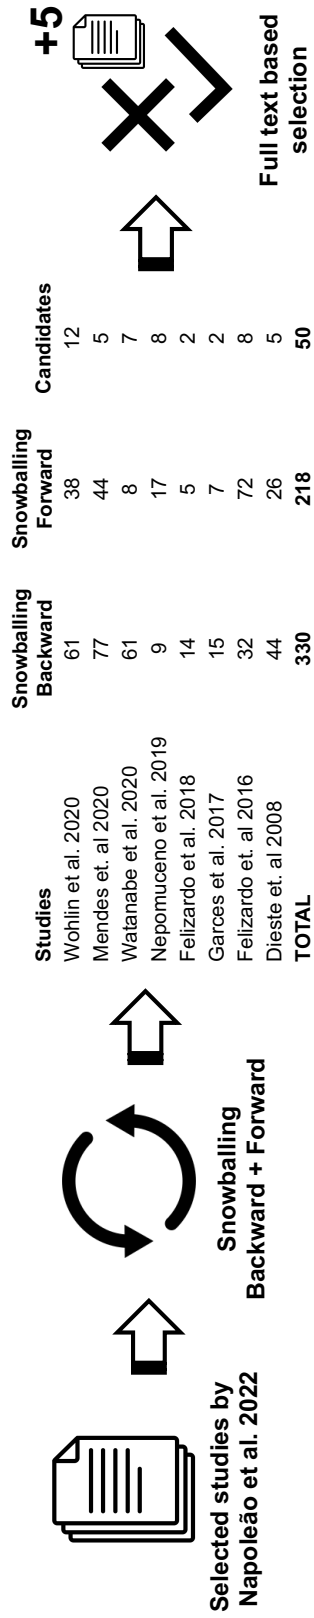 Selected studies by
Napoleão et al. 2022
Snowballing
Backward + Forward
Studies Snowballing Backward Snowballing Forward Candidates
Wohlin et al. 2020 61 38 12
Mendes et. al 2020 77 44 5
Watanabe et al. 2020 61 8 7
Nepomuceno et al. 2019 9 17 8
Felizardo et al. 2018 14 5 2
Garces et al. 2017 15 7 2
Felizardo et. al 2016 32 72 8
Dieste et. al 2008 44 26 5
TOTAL 330 218 50
+5
Full text based
selection